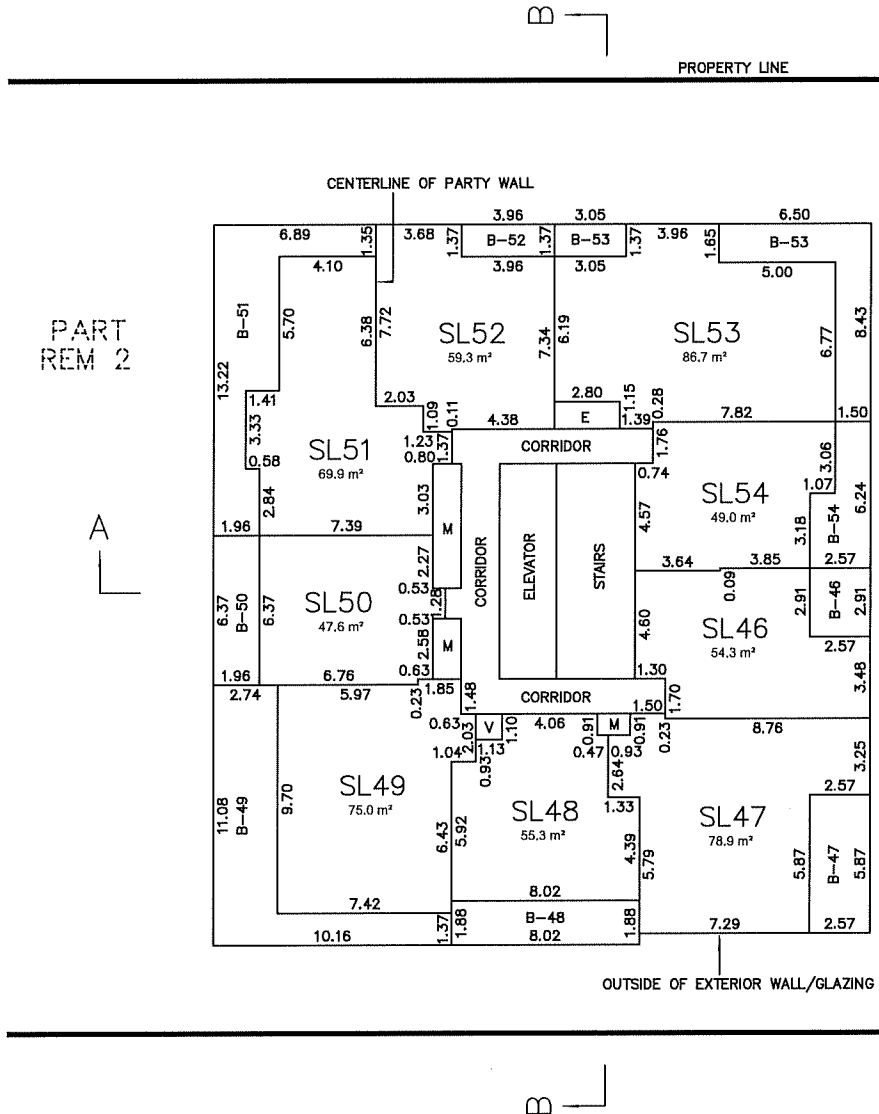 B
PROPERTY LINE
CENTERLINE OF PARTY WALL
3.96 3.05 6.50
6.89 1.35 3.68 1.37 B-52 1.37 B-53 1.37 3.96 1.65 B-53
4.10 3.96 3.05 5.00
B-51 5.70
PART
REM 2
6.38 7.72 SL52 7.34 6.19 SL53 6.77 8.43
59.3 m² 86.7 m²
13.22
1.41 2.03 2.80 1.15 0.28
3.33 1.09 0.11 4.38 E 1.39 7.82 1.50
SL51 1.23 1.37 CORRIDOR 1.76
0.58 69.9 m² 0.80 0.74 3.06
2.84 3.03 4.57 SL54 1.07 6.24
49.0 m² 3.18 B-54
A
1.96 7.39 M CORRIDOR ELEVATOR STAIRS
2.27 3.64 3.85 2.57
6.37 B-50 6.37 SL50 0.53 1.28 0.09 2.91 B-46 2.91
47.6 m² 0.53 4.60 SL46
2.58 M 54.3 m² 2.57
1.96 6.76 0.63 1.30 3.48
2.74 5.97 0.23 1.85 1.48 CORRIDOR 1.50 1.70
0.63 2.03 V 1.10 4.06 0.91 M 0.91 0.23 8.76
1.04 0.93 1.13 0.47 0.93 3.25
2.64 2.57
11.08 B-49 9.70 SL49 SL48 1.33 SL47
75.0 m² 55.3 m² 78.9 m²
6.43 5.92 4.39 5.79 5.87 B-47 5.87
7.42 8.02
1.37 1.88 B-48 1.88 7.29 2.57
10.16 8.02
OUTSIDE OF EXTERIOR WALL/GLAZING
B